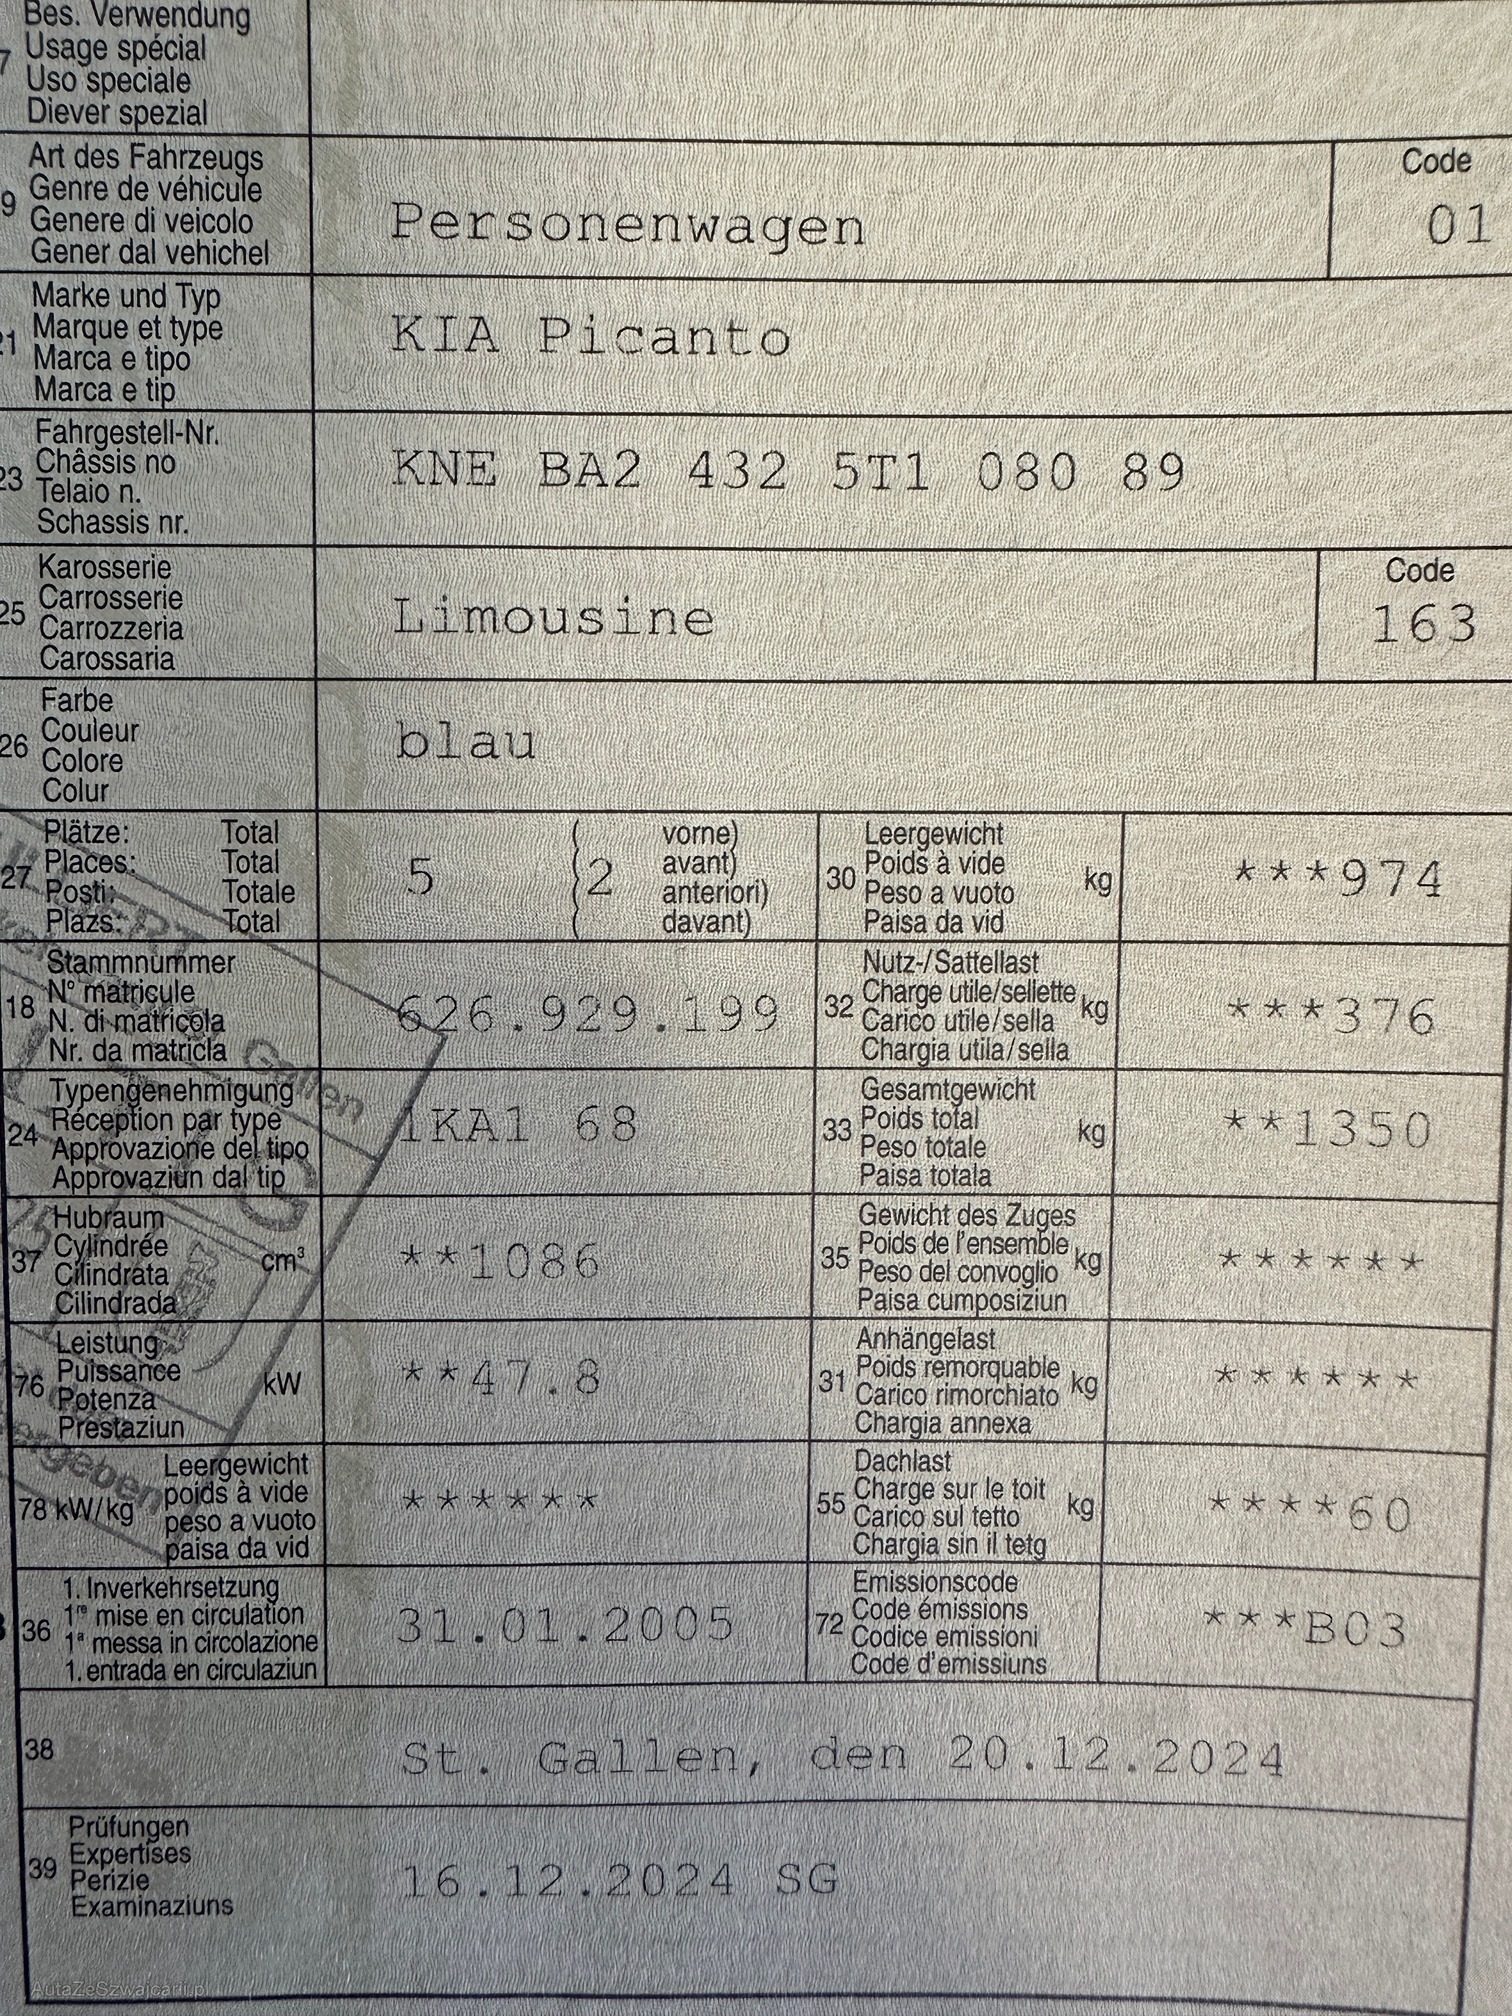 Bes. Verwendung
7 Usage spécial
Uso speciale
Diever spezial
Art des Fahrzeugs
9 Genre de véhicule
Genere di veicolo
Gener dal vehichel
Personenwagen
Code
01
Marke und Typ
21 Marque et type
Marca e tipo
Marca e tip
KIA Picanto
Fahrgestell-Nr.
23 Châssis no
Telaio n.
Schassis nr.
KNE BA2 432 5T1 080 89
Karosserie
25 Carrosserie
Carrozzeria
Carossaria
Limousine
Code
163
Farbe
26 Couleur
Colore
Colur
blau
27 Plätze: Total
Places: Total
Posti: Totale
Plazs: Total
5
2
vorne)
avant)
anteriori)
davant)
30 Leergewicht
Poids à vide
Peso a vuoto
Paisa da vid
kg
***974
18 Stammnummer
N° matricule
N. di matricola
Nr. da matricla
626.929.199
32 Nutz-/Sattellast
Charge utile/sellette
Carico utile/sella
Chargia utila/sella
kg
***376
24 Typengenehmigung
Réception par type
Approvazione del tipo
Approvaziun dal tip
1KA1 68
33 Gesamtgewicht
Poids total
Peso totale
Paisa totala
kg
**1350
37 Hubraum
Cylindrée
Cilindrata
Cilindrada
cm³
**1086
35 Gewicht des Zuges
Poids de l'ensemble
Peso del convoglio
Paisa cumposiziun
kg
******
76 Leistung
Puissance
Potenza
Prestaziun
kW
**47.8
31 Anhängelast
Poids remorquable
Carico rimorchiato
Chargia annexa
kg
******
78 kW/kg
Leergewicht
poids à vide
peso a vuoto
paisa da vid
******
55 Dachlast
Charge sur le toit
Carico sul tetto
Chargia sin il tetg
kg
****60
36 1. Inverkehrsetzung
1re mise en circulation
1a messa in circolazione
1. entrada en circulaziun
31.01.2005
72 Emissionscode
Code émissions
Codice emissioni
Code d'emissiuns
***B03
38
St. Gallen, den 20.12.2024
39 Prüfungen
Expertises
Perizie
Examinaziuns
16.12.2024 SG
Gallen
AutaZeSzwajcarii.pl